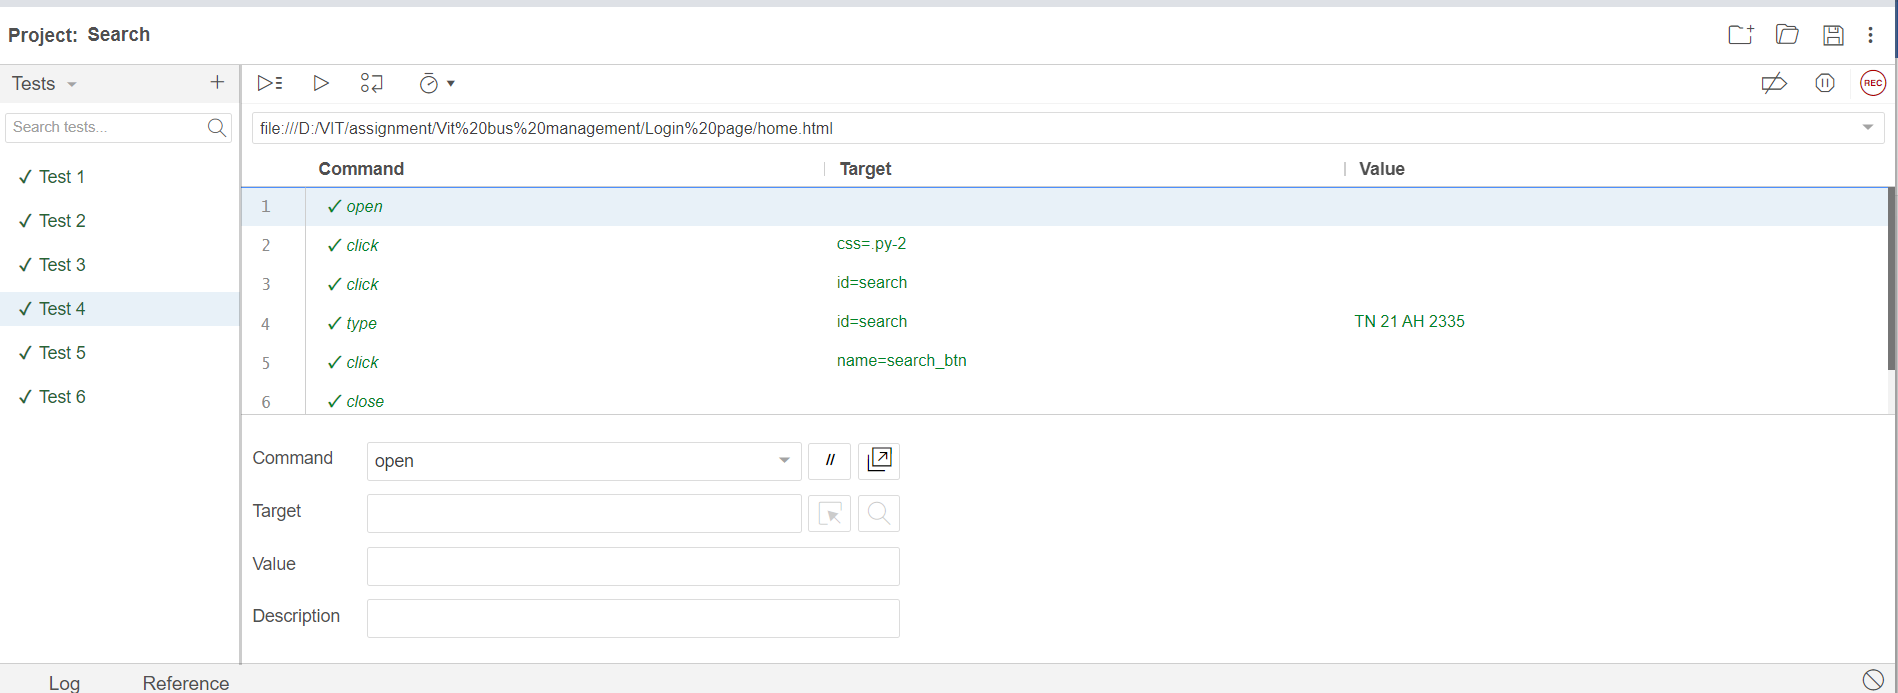 Project: Search
Tests
Search tests...
✓ Test 1
✓ Test 2
✓ Test 3
✓ Test 4
✓ Test 5
✓ Test 6
REC
file:///D:/VIT/assignment/Vit%20bus%20management/Login%20page/home.html
Command Target Value
1 ✓ open
2 ✓ click css=.py-2
3 ✓ click id=search
4 ✓ type id=search TN 21 AH 2335
5 ✓ click name=search_btn
6 ✓ close
Command open //
Target
Value
Description
Log Reference